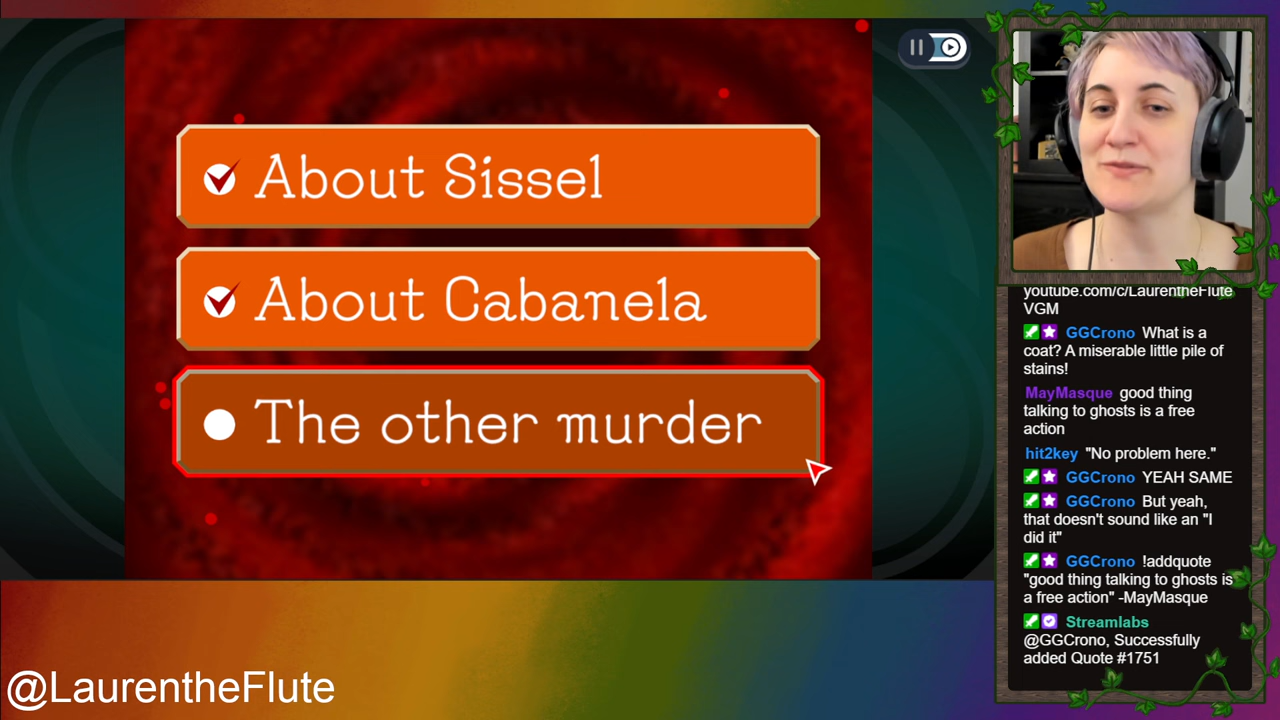 About Sissel
About Cabanela
The other murder
@LaurentheFlute
youtube.com/c/LaurentheFlute
VGM
GGCrono What is a
coat? A miserable little pile of
stains!
MayMasque good thing
talking to ghosts is a free
action
hit2key "No problem here."
GGCrono YEAH SAME
GGCrono But yeah,
that doesn't sound like an "I
did it"
GGCrono !addquote
"good thing talking to ghosts is
a free action" -MayMasque
Streamlabs
@GGCrono, Successfully
added Quote #1751